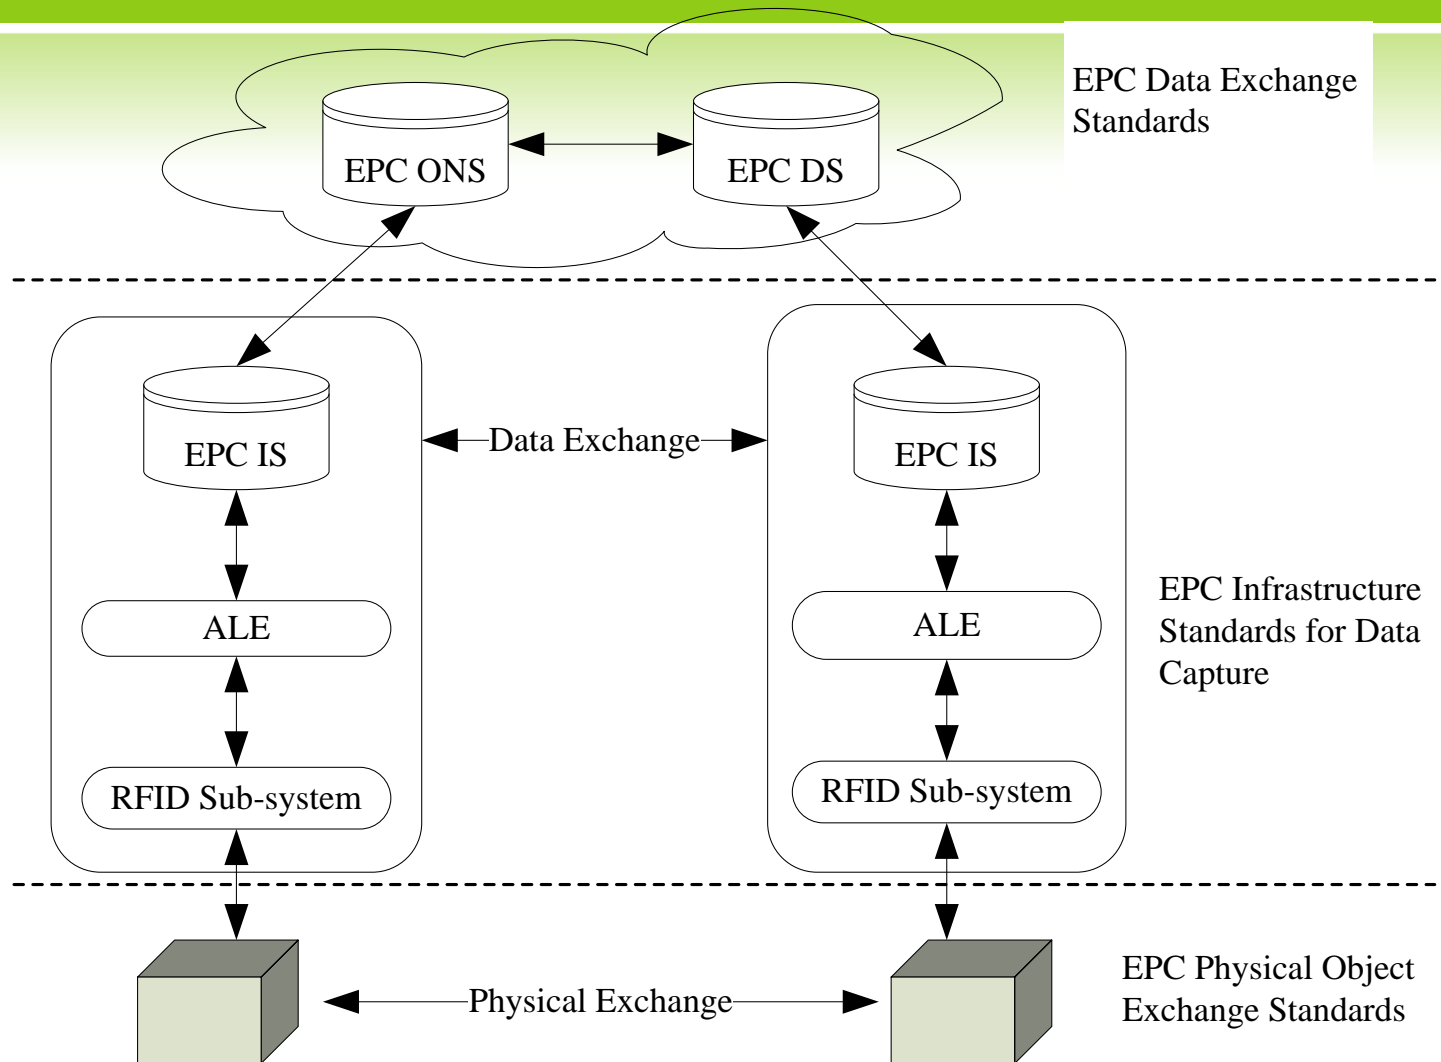 EPC Data Exchange
Standards
EPC ONS
EPC DS
EPC IS
Data Exchange
EPC IS
ALE
ALE
EPC Infrastructure
Standards for Data
Capture
RFID Sub-system
RFID Sub-system
Physical Exchange
EPC Physical Object
Exchange Standards